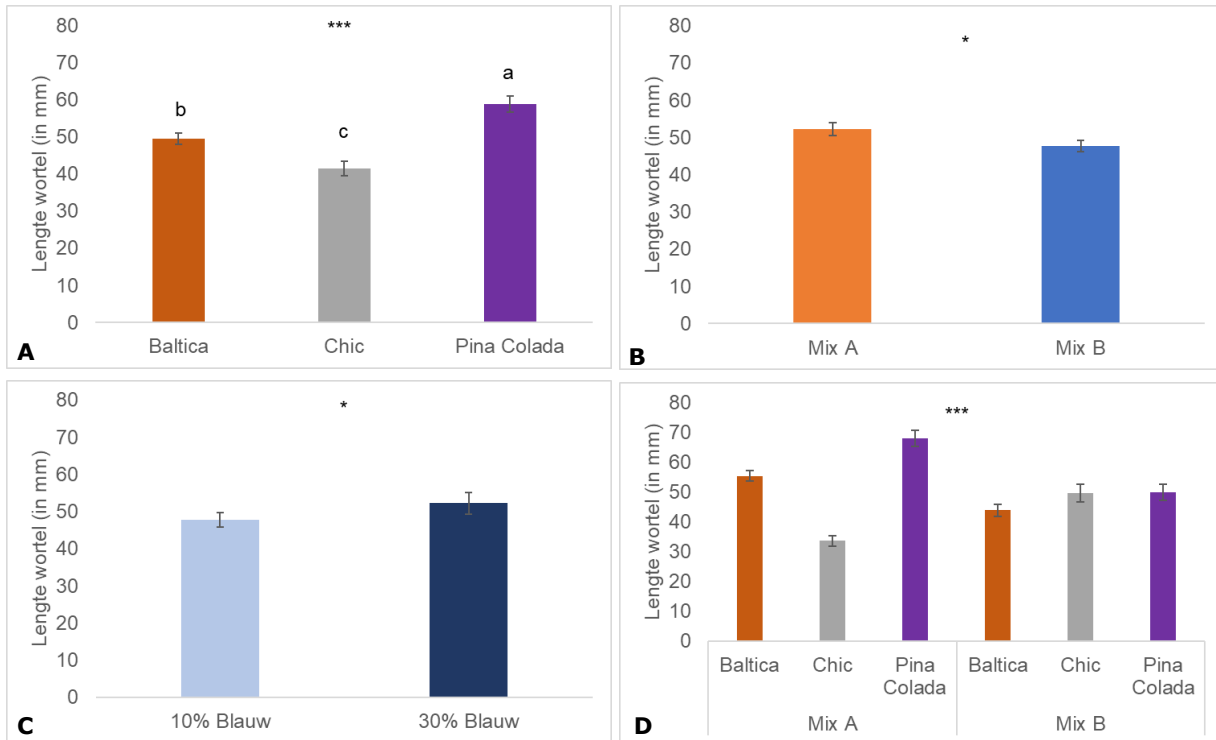 Lengte wortel (in mm)
80
70
60
50
40
30
20
10
0
***
b
c
a
Baltica
Chic
Pina Colada
A
Lengte wortel (in mm)
80
70
60
50
40
30
20
10
0
*
Mix A
Mix B
B
Lengte wortel (in mm)
80
70
60
50
40
30
20
10
0
*
10% Blauw
30% Blauw
C
Lengte wortel (in mm)
80
70
60
50
40
30
20
10
0
***
Baltica
Chic
Pina
Colada
Baltica
Chic
Pina
Colada
Mix A
Mix B
D